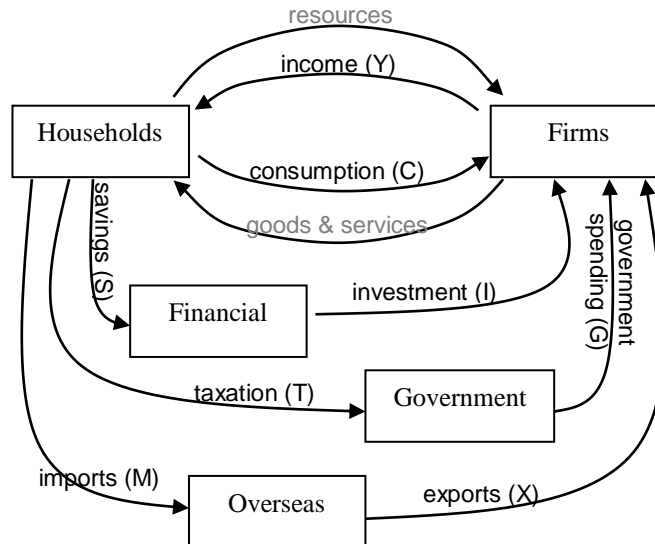 resources
income (Y)
Households
Firms
consumption (C)
goods & services
savings (S)
Financial
investment (I)
government
spending (G)
taxation (T)
Government
imports (M)
Overseas
exports (X)